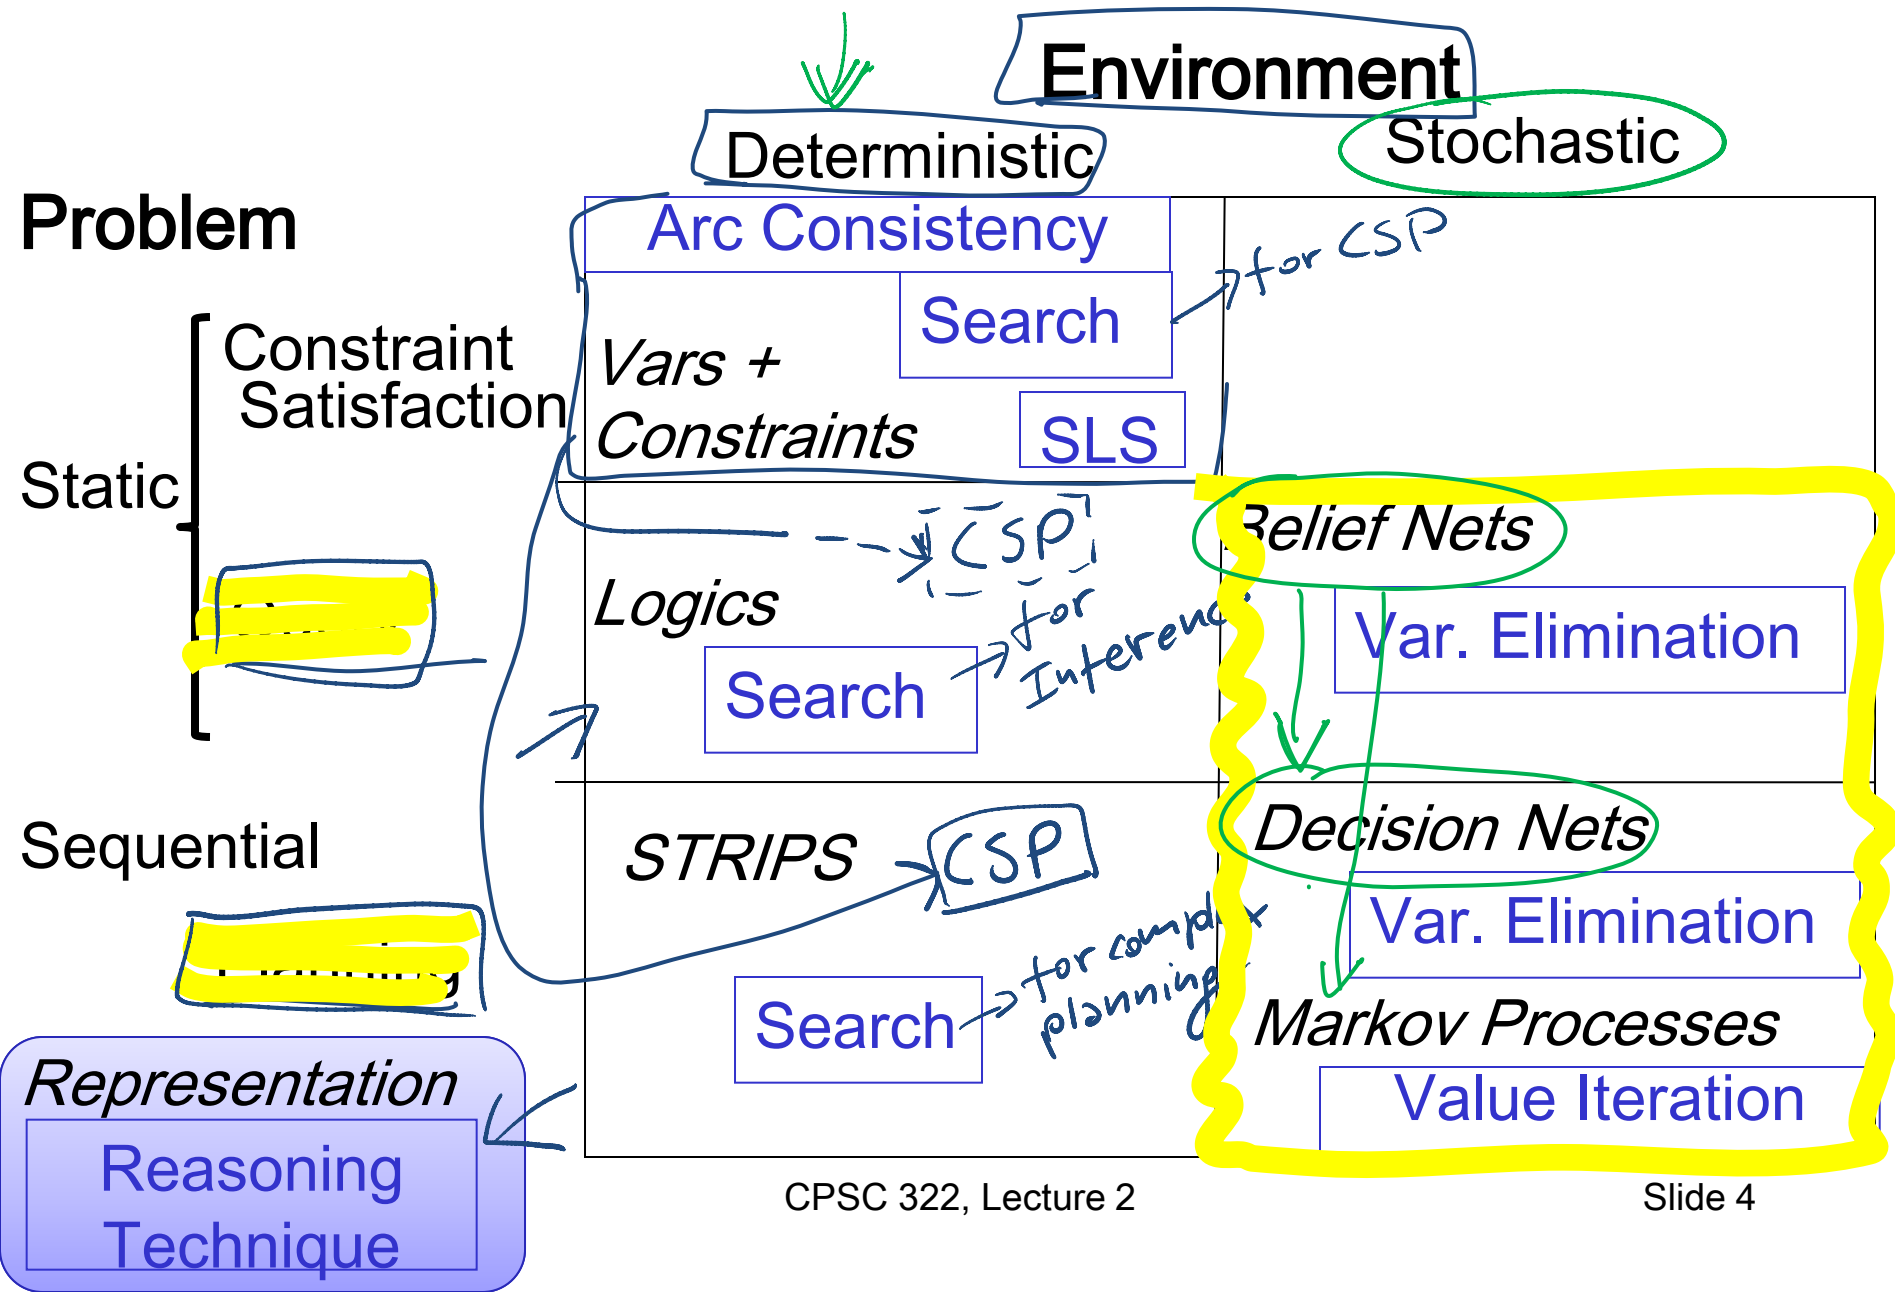 Environment
Deterministic
Stochastic
Problem
Arc Consistency
for CSP
Search
Constraint
Satisfaction
Vars +
Constraints
SLS
Static
CSP
Belief Nets
Logics
for
Inference
Var. Elimination
Search
Sequential
STRIPS
CSP
Decision Nets
Var. Elimination
for complex
planning
Search
Markov Processes
Value Iteration
Representation
Reasoning
Technique
CPSC 322, Lecture 2
Slide 4